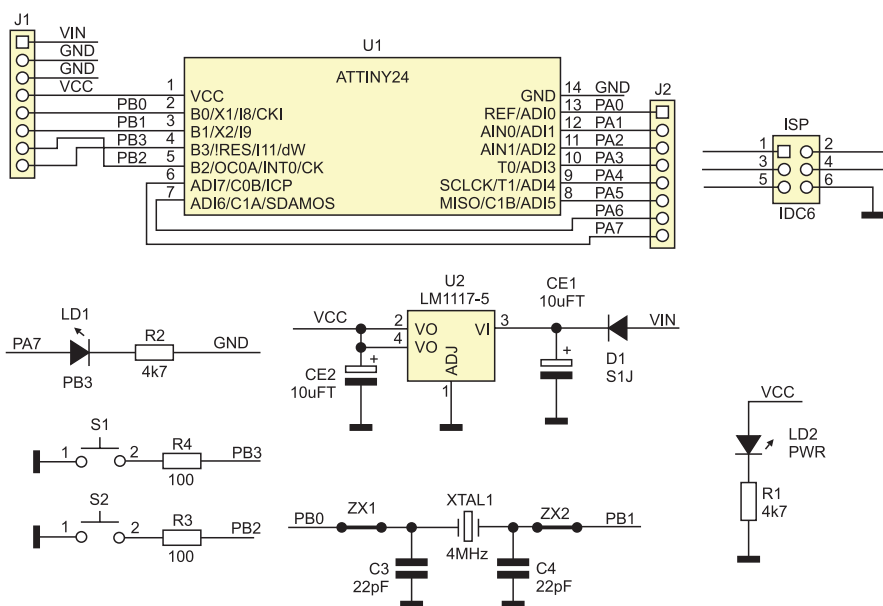 J1
VIN
GND
GND
VCC
PB0
PB1
PB3
PB2
1
2
3
4
5
6
7
U1
ATTINY24
VCC
B0/X1/I8/CKI
B1/X2/I9
B3/!RES/I11/dW
B2/OC0A/INT0/CK
ADI7/C0B/ICP
ADI6/C1A/SDAMOS
GND
REF/ADI0
AIN0/ADI1
AIN1/ADI2
T0/ADI3
SCLCK/T1/ADI4
MISO/C1B/ADI5
14 GND
13 PA0
12 PA1
11 PA2
10 PA3
9 PA4
8 PA5
PA6
PA7
J2
ISP
1 2
3 4
5 6
IDC6
LD1
PA7
R2
GND
4k7
PB3
U2
LM1117-5
VCC
2 VO
4 VO
VI 3
ADJ
1
CE2
10uFT
+
CE1
10uFT
+
VIN
D1
S1J
VCC
LD2
PWR
R1
4k7
S1
1 2
R4
PB3
100
S2
1 2
R3
PB2
100
PB0
ZX1
XTAL1
ZX2
PB1
4MHz
C3
22pF
C4
22pF